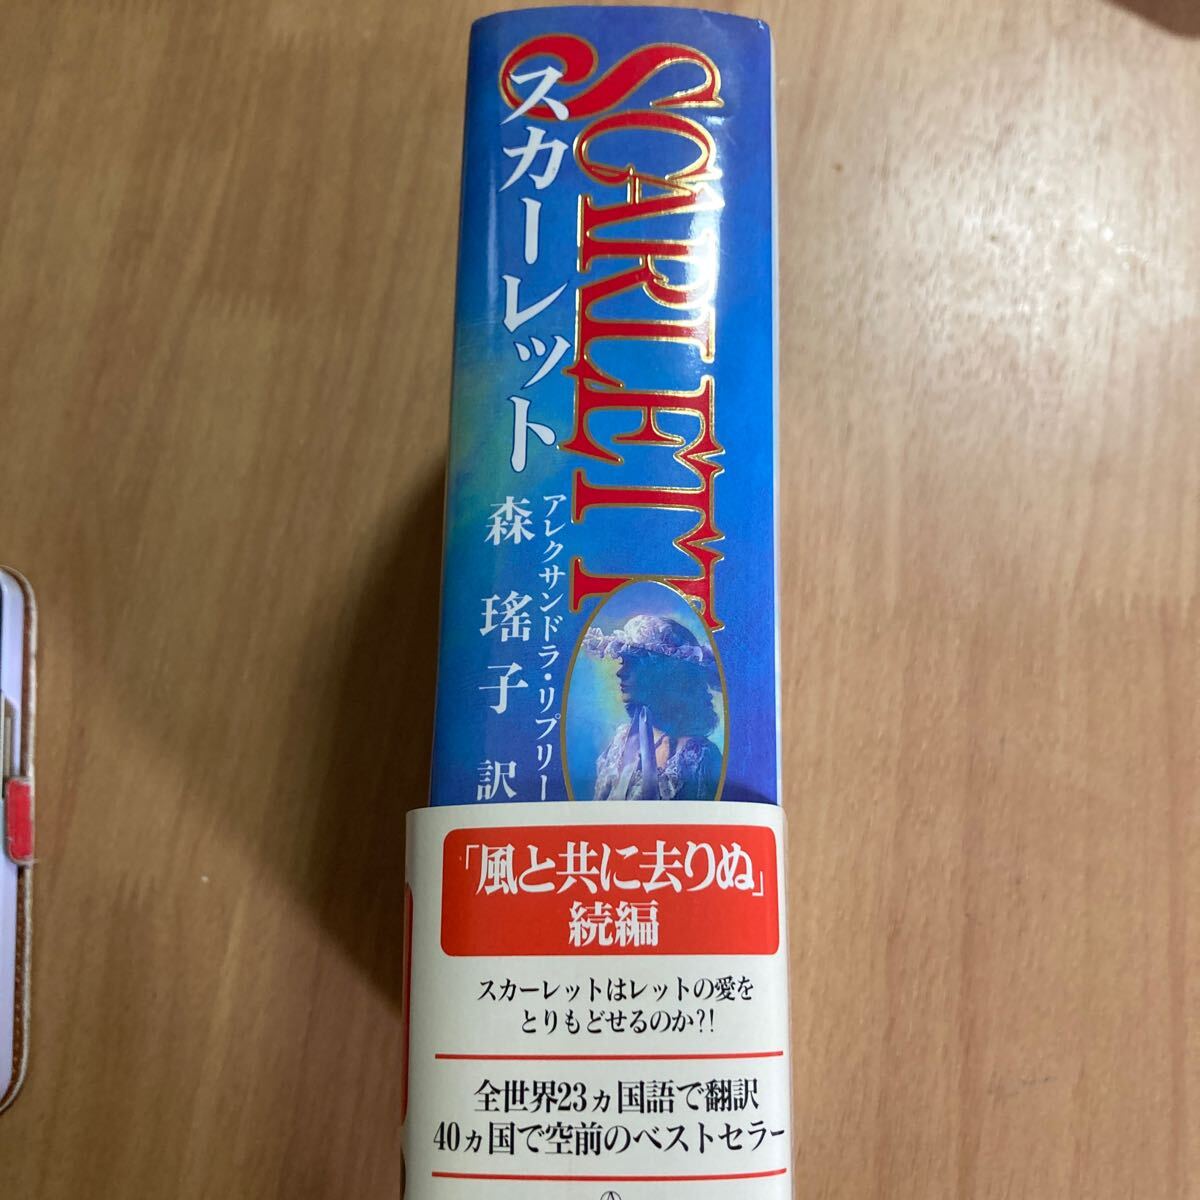 SCARLETT
スカーレット
アレクサンドラ・リプリー
森 瑤子 訳
「風と共に去りぬ」
続編
スカーレットはレットの愛を
とりもどせるのか?!
全世界23ヵ国語で翻訳
40ヵ国で空前のベストセラー